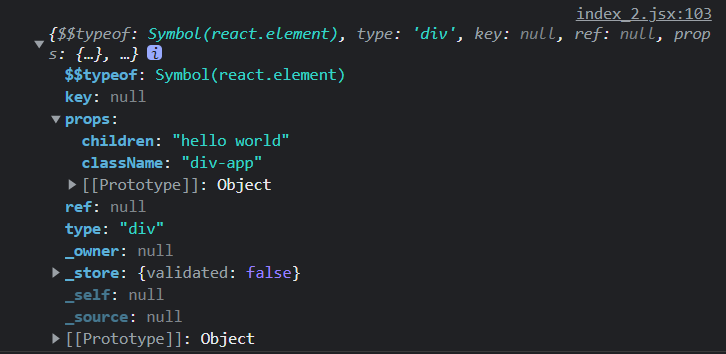 index_2.jsx:103
{$$typeof: Symbol(react.element), type: 'div', key: null, ref: null, prop
s: {…}, …} i
$$typeof: Symbol(react.element)
key: null
props:
children: "hello world"
className: "div-app"
[[Prototype]]: Object
ref: null
type: "div"
_owner: null
_store: {validated: false}
_self: null
_source: null
[[Prototype]]: Object